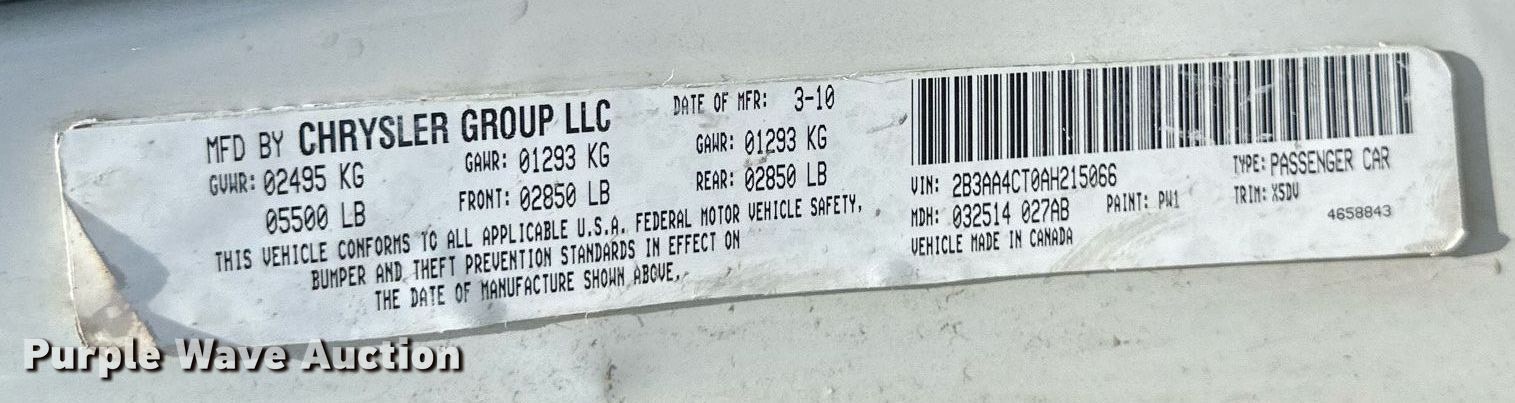 MFD BY CHRYSLER GROUP LLC
DATE OF MFR: 3-10
GVWR: 02495 KG
GAWR: 01293 KG
GAWR: 01293 KG
05500 LB
FRONT: 02850 LB
REAR: 02850 LB
THIS VEHICLE CONFORMS TO ALL APPLICABLE U.S.A. FEDERAL MOTOR VEHICLE SAFETY,
BUMPER AND THEFT PREVENTION STANDARDS IN EFFECT ON
THE DATE OF MANUFACTURE SHOWN ABOVE.
VIN: 2B3AA4CT0AH215066
TYPE: PASSENGER CAR
MDH: 032514 027AB
PAINT: PW1
TRIM: X5DV
VEHICLE MADE IN CANADA
4658843
Purple Wave Auction